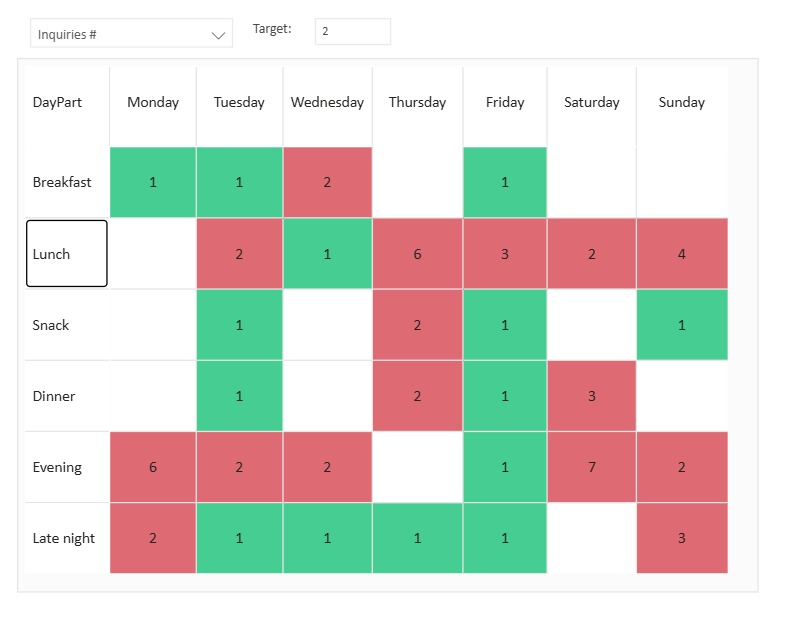 Inquiries # Target: 2
DayPart Monday Tuesday Wednesday Thursday Friday Saturday Sunday
Breakfast 1 1 2 1
Lunch 2 1 6 3 2 4
Snack 1 2 1 1
Dinner 1 2 1 3
Evening 6 2 2 1 7 2
Late night 2 1 1 1 1 3